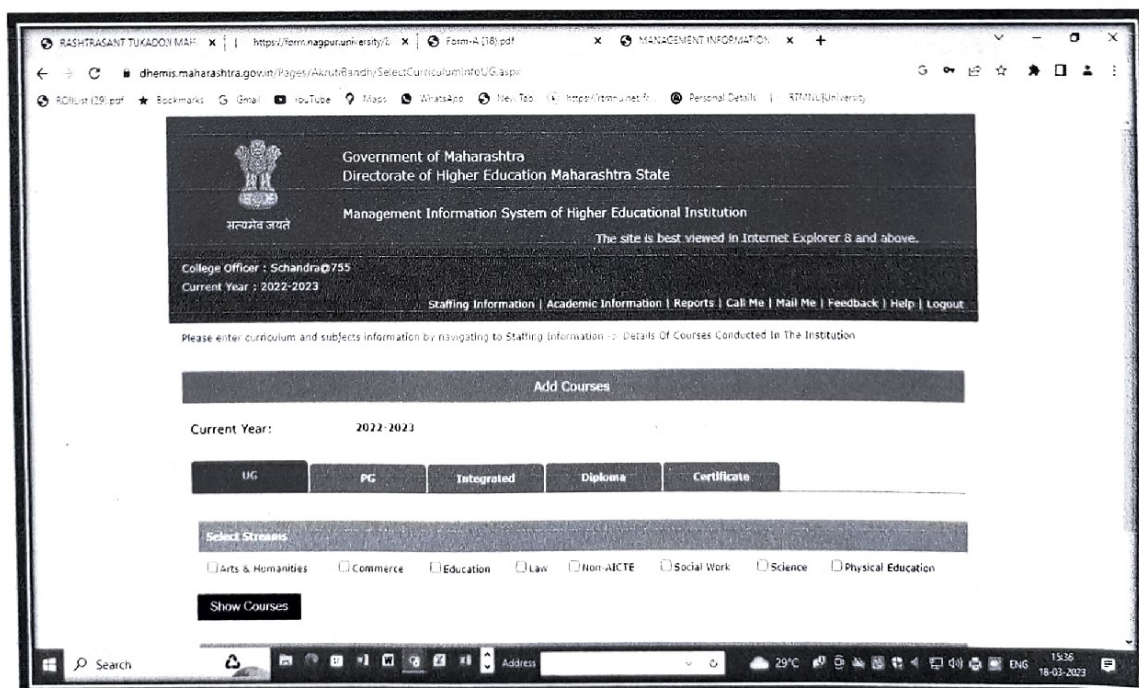 RASHTRASANT TUKADOJI MAH
https://form.nagpur.university/2
Form-A (18).pdf
MANAGEMENT INFORMATION
dhemis.maharashtra.gov.in/Pages/AkrutiBandh/SelectCurriculumInfoUG.aspx
Bookmarks
Gmail
YouTube
Maps
WhatsApp
New Tab
Personal Details
RTMNU|University
Government of Maharashtra
Directorate of Higher Education Maharashtra State
Management Information System of Higher Educational Institution
सत्यमेव जयते
The site is best viewed in Internet Explorer 8 and above.
College Officer : Schandra@755
Current Year : 2022-2023
Staffing Information | Academic Information | Reports | Call Me | Mail Me | Feedback | Help | Logout
Please enter curriculum and subjects information by navigating to Staffing Information -> Details Of Courses Conducted In The Institution
Add Courses
Current Year: 2022-2023
UG PG Integrated Diploma Certificate
Select Streams
Arts & Humanities Commerce Education Law Non-AICTE Social Work Science Physical Education
Show Courses
Search
Address
29°C
ENG
15:36
18-03-2023